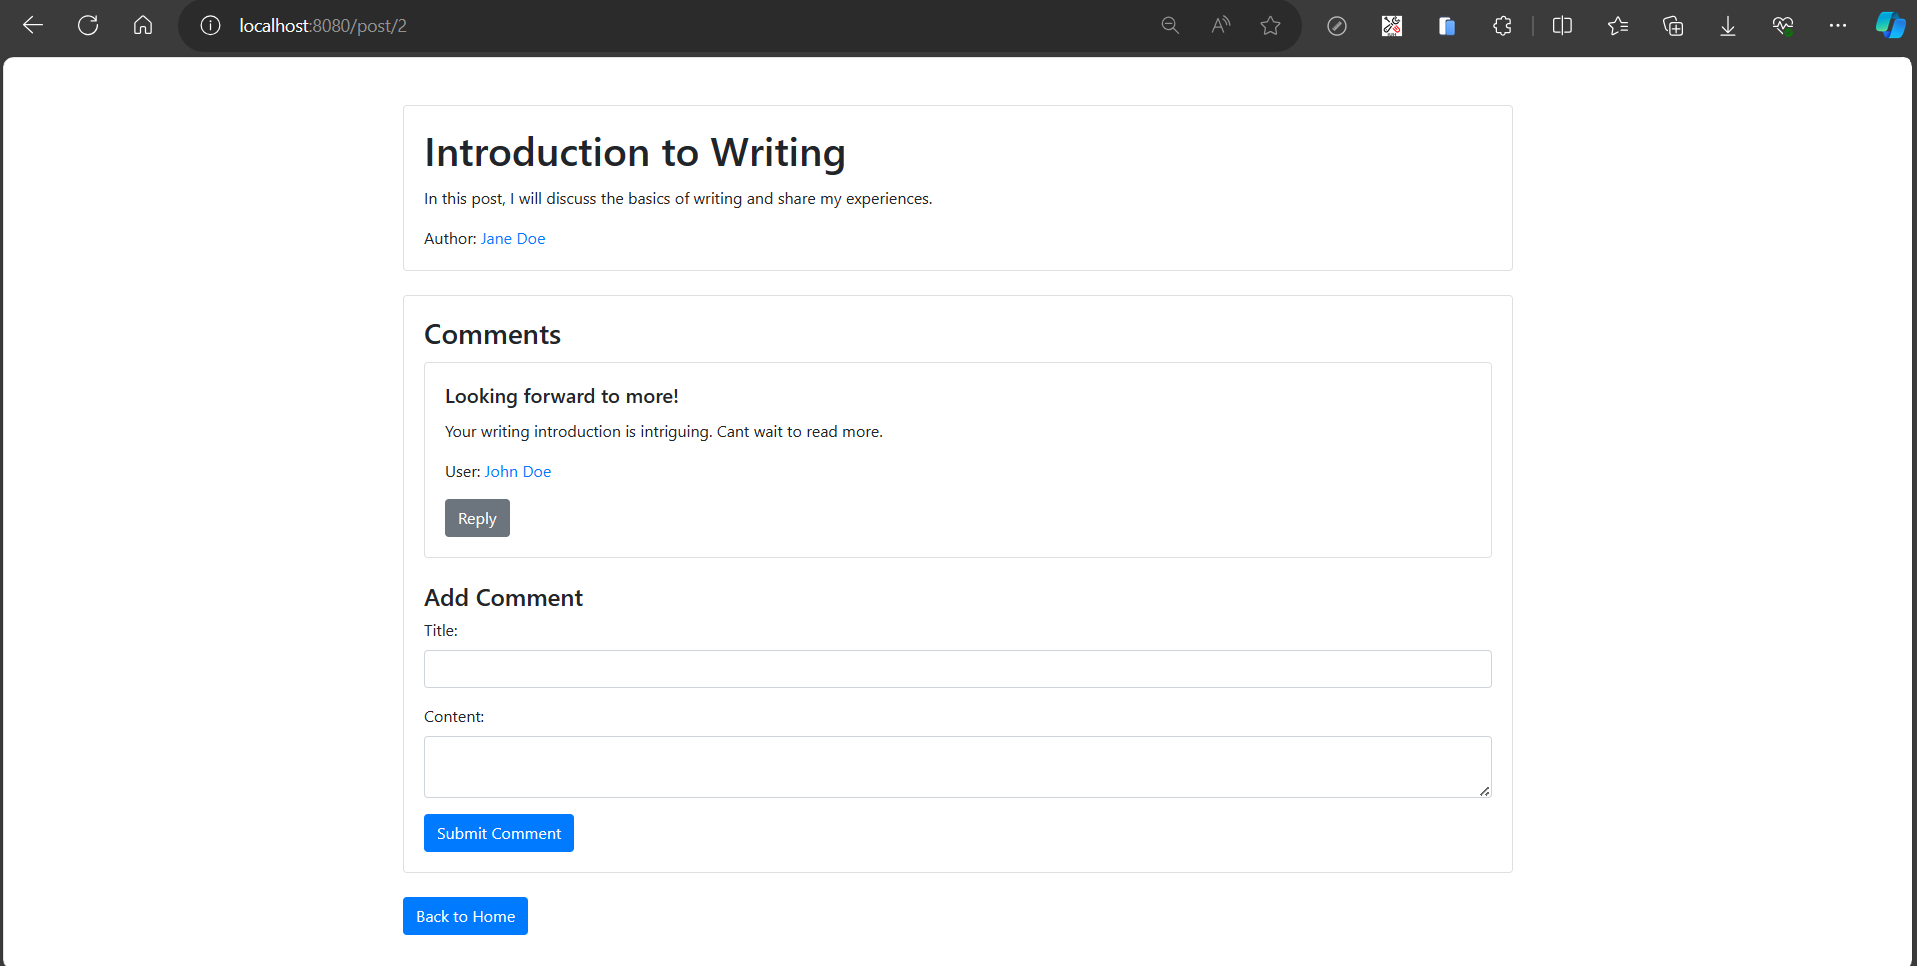 localhost:8080/post/2
Introduction to Writing
In this post, I will discuss the basics of writing and share my experiences.
Author: Jane Doe
Comments
Looking forward to more!
Your writing introduction is intriguing. Cant wait to read more.
User: John Doe
Reply
Add Comment
Title:
Content:
Submit Comment
Back to Home